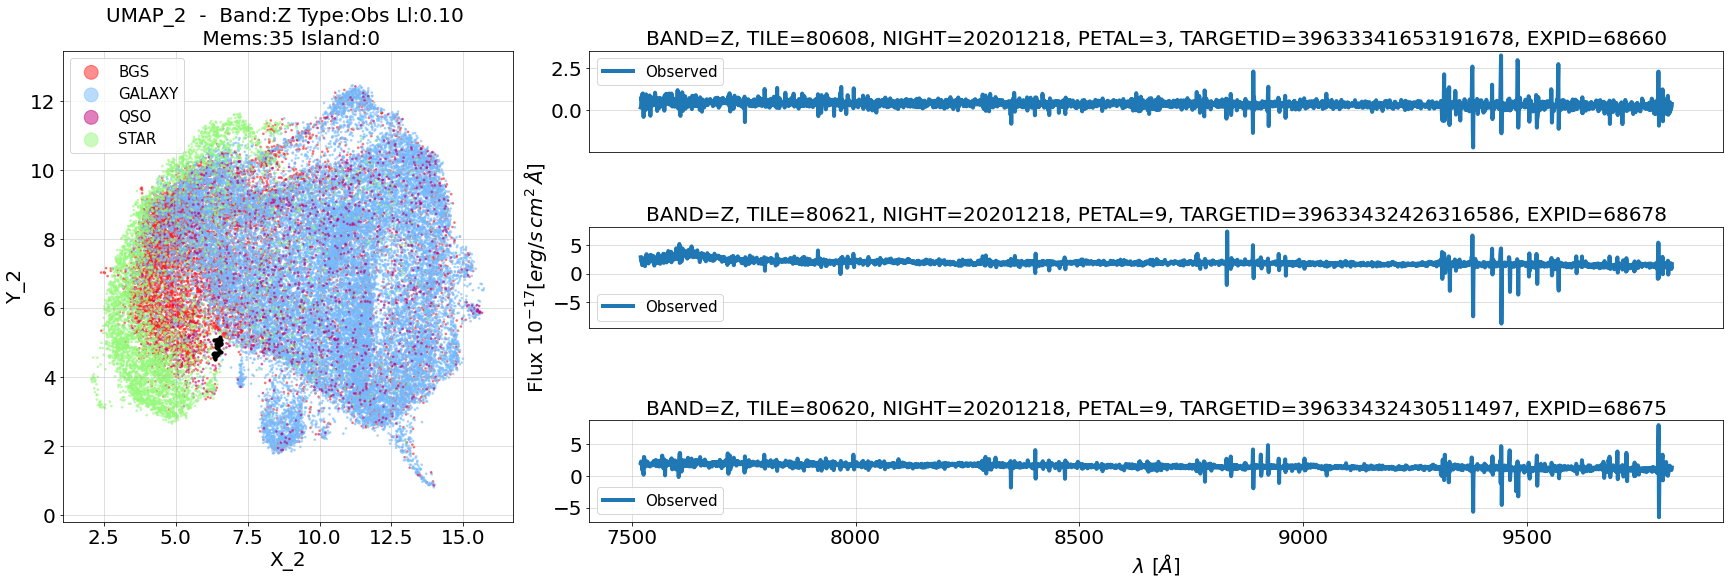 UMAP_2 - Band:Z Type:Obs Ll:0.10
Mems:35 Island:0
BGS
GALAXY
QSO
STAR
12
10
8
6
4
2
0
Y_2
2.5
5.0
7.5
10.0
12.5
15.0
X_2
BAND=Z, TILE=80608, NIGHT=20201218, PETAL=3, TARGETID=39633341653191678, EXPID=68660
Observed
2.5
0.0
BAND=Z, TILE=80621, NIGHT=20201218, PETAL=9, TARGETID=39633432426316586, EXPID=68678
Observed
5
0
−5
Flux 10⁻¹⁷[erg/s cm² Å]
BAND=Z, TILE=80620, NIGHT=20201218, PETAL=9, TARGETID=39633432430511497, EXPID=68675
Observed
5
0
−5
7500
8000
8500
9000
9500
λ [Å]